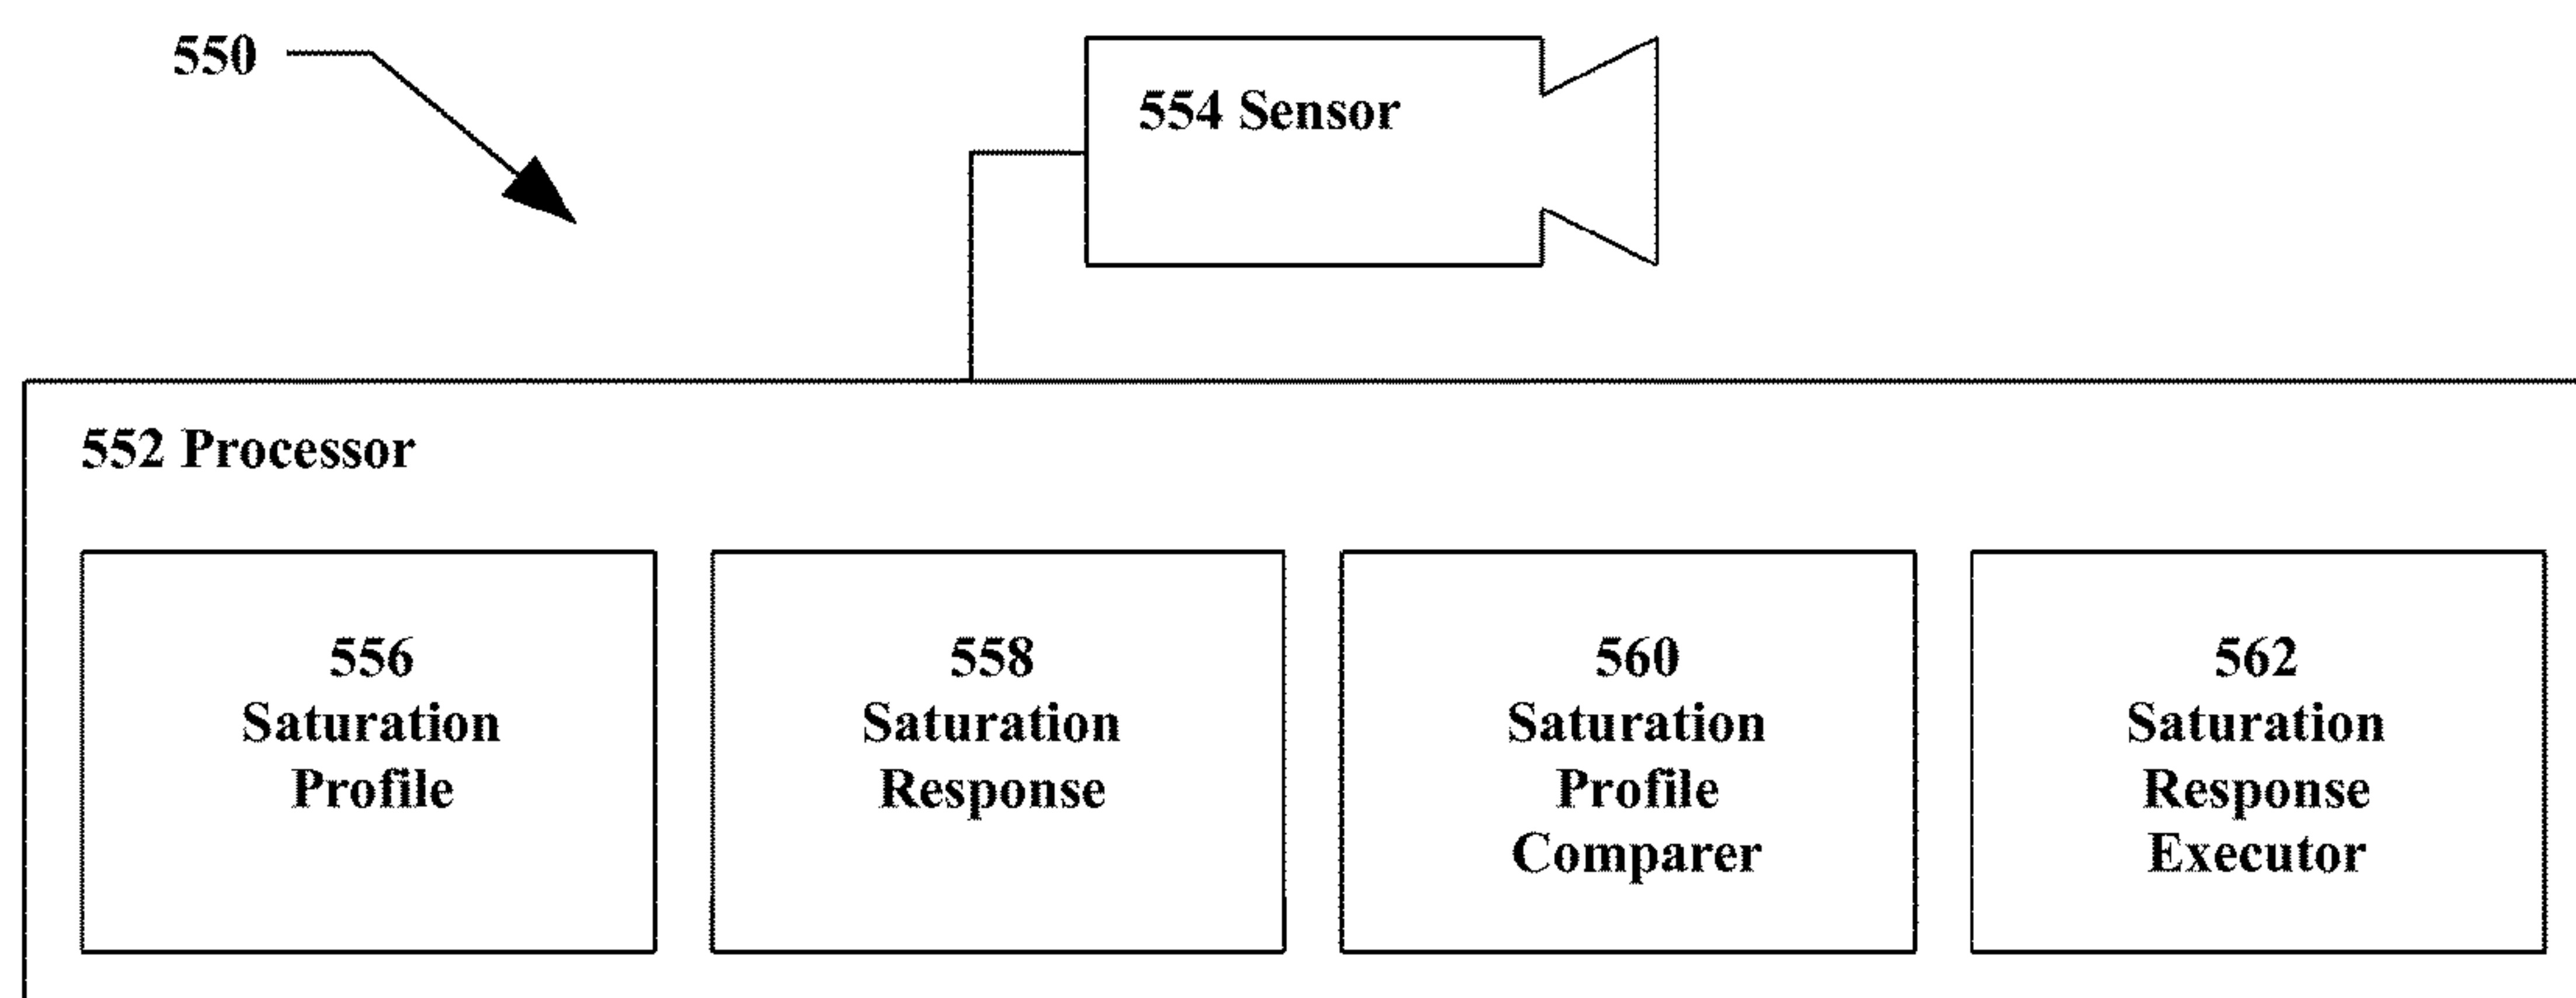 550
554 Sensor
552 Processor
556
Saturation
Profile
558
Saturation
Response
560
Saturation
Profile
Comparer
562
Saturation
Response
Executor